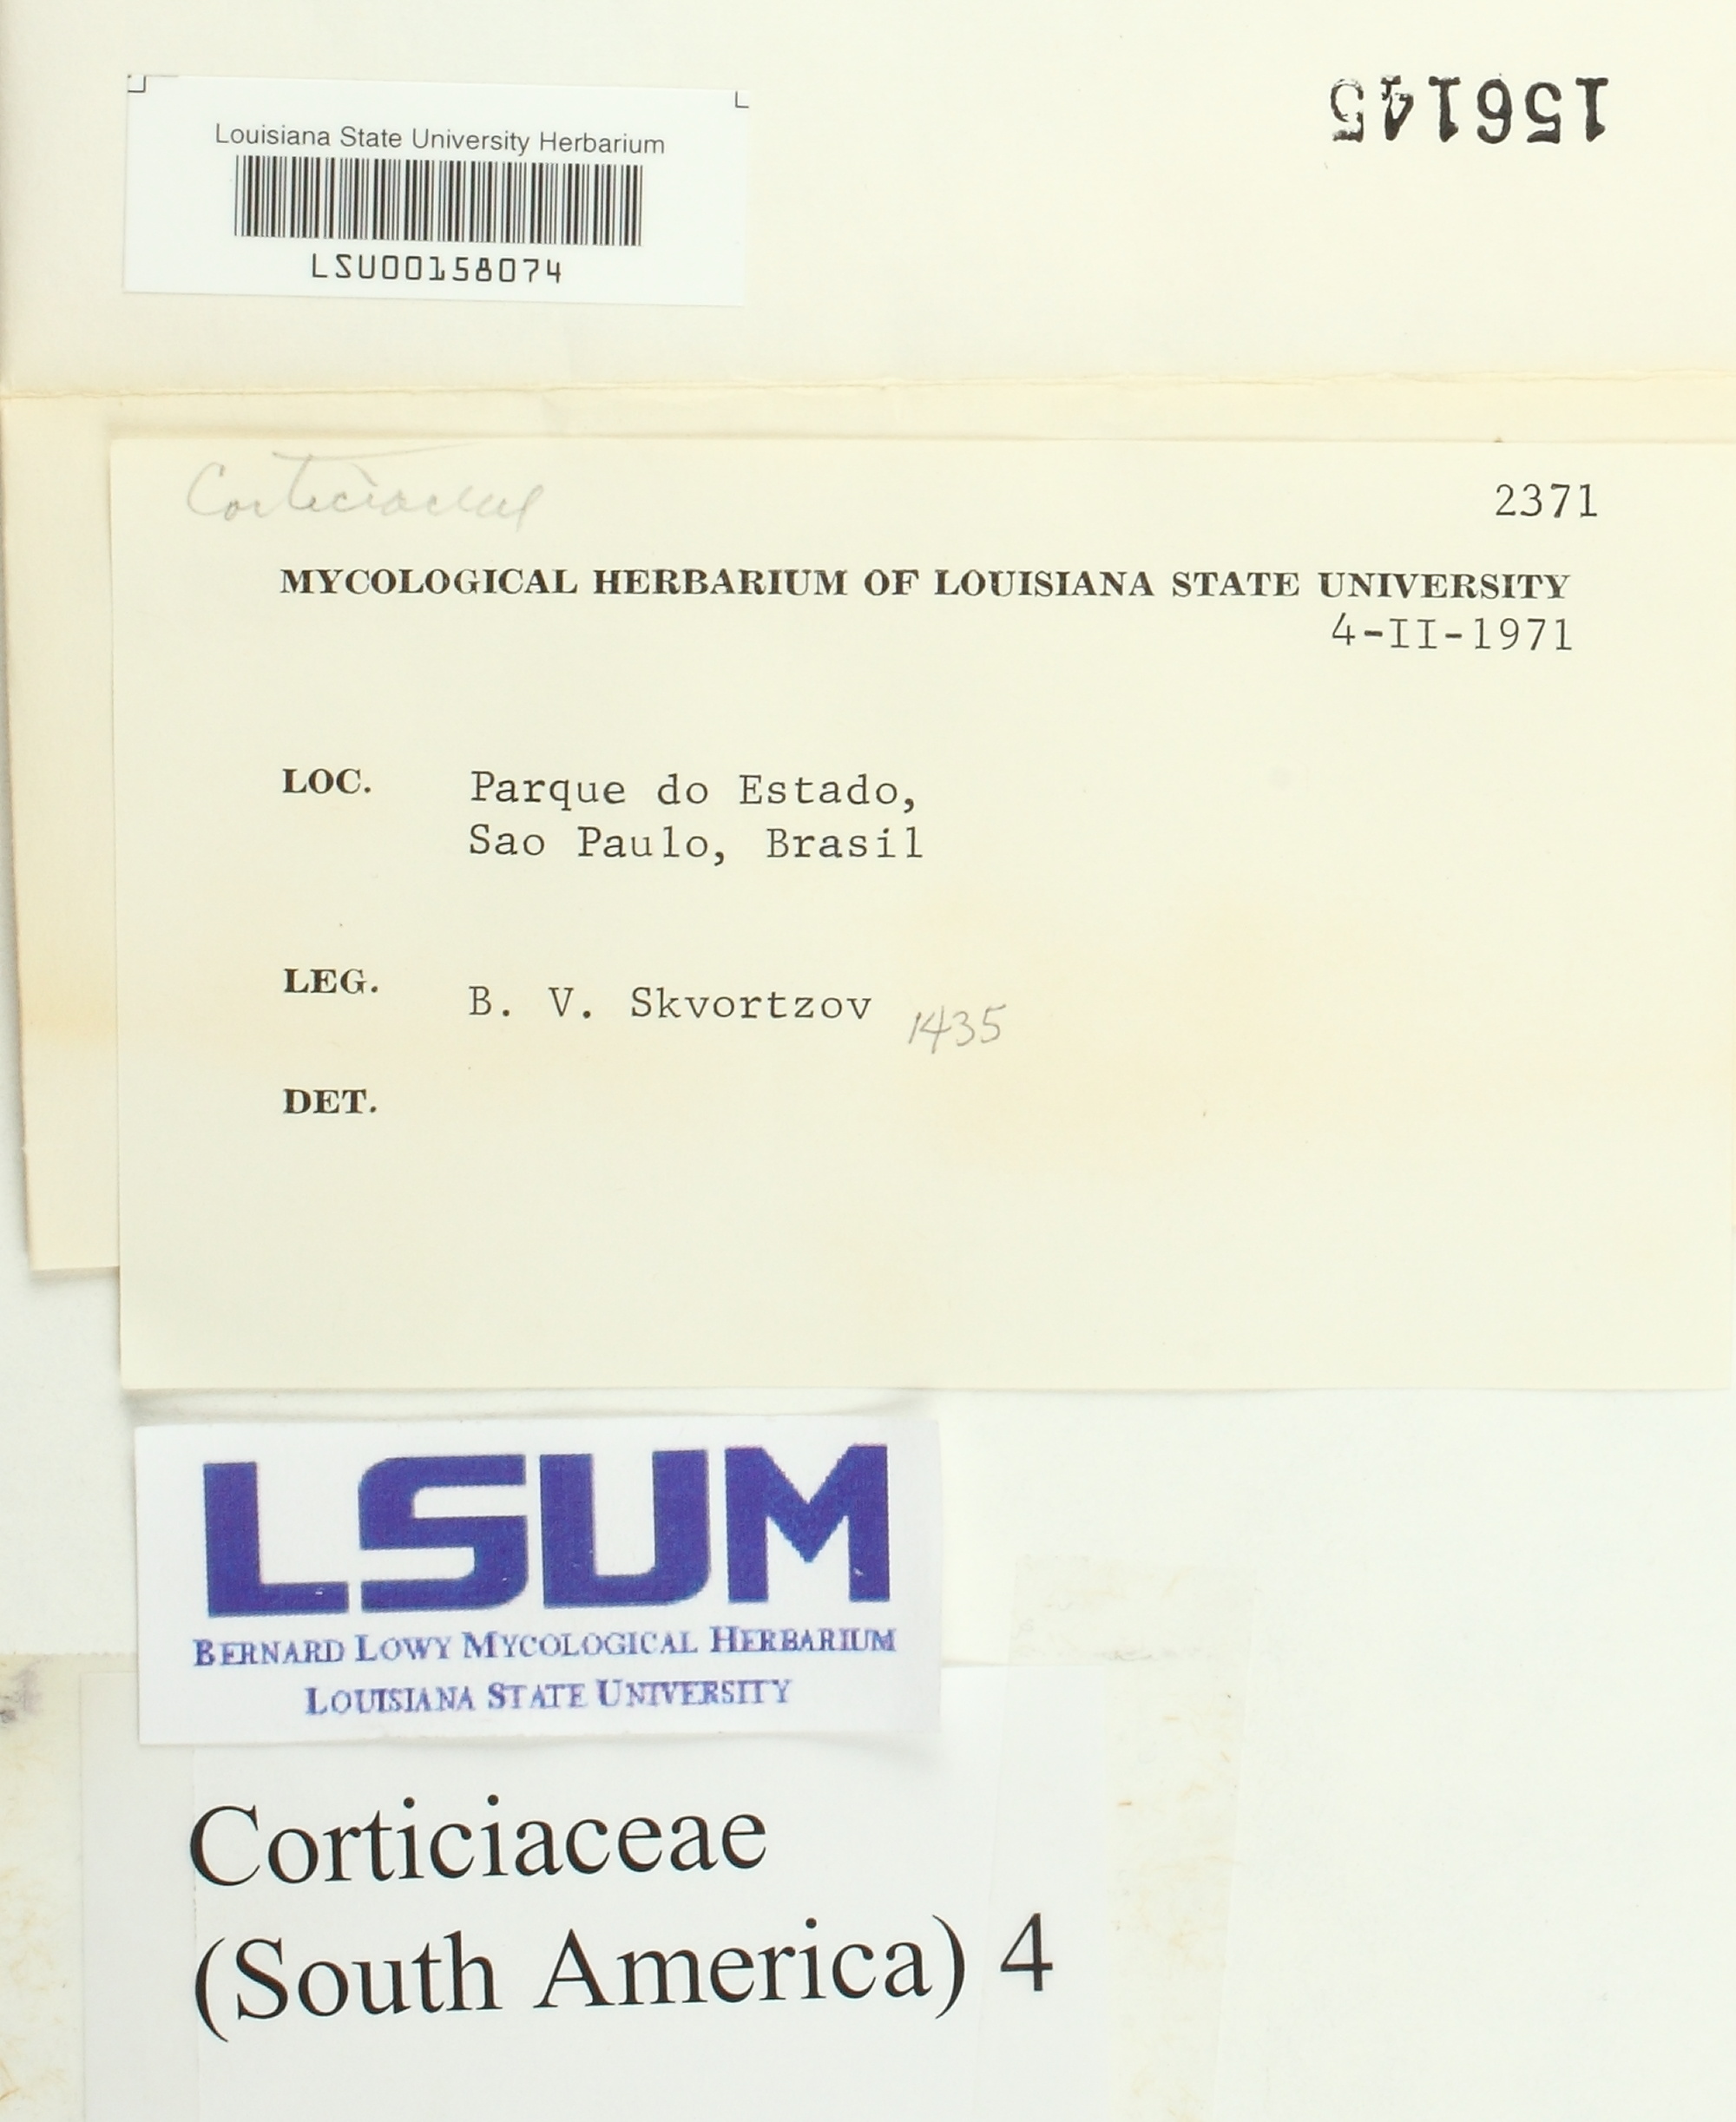 Louisiana State University Herbarium
LSU00158074
156145
Corticiaceae
2371
MYCOLOGICAL HERBARIUM OF LOUISIANA STATE UNIVERSITY
4-II-1971
LOC. Parque do Estado,
Sao Paulo, Brasil
LEG. B. V. Skvortzov 1435
DET.
LSUM
BERNARD LOWY MYCOLOGICAL HERBARIUM
LOUISIANA STATE UNIVERSITY
Corticiaceae
(South America) 4